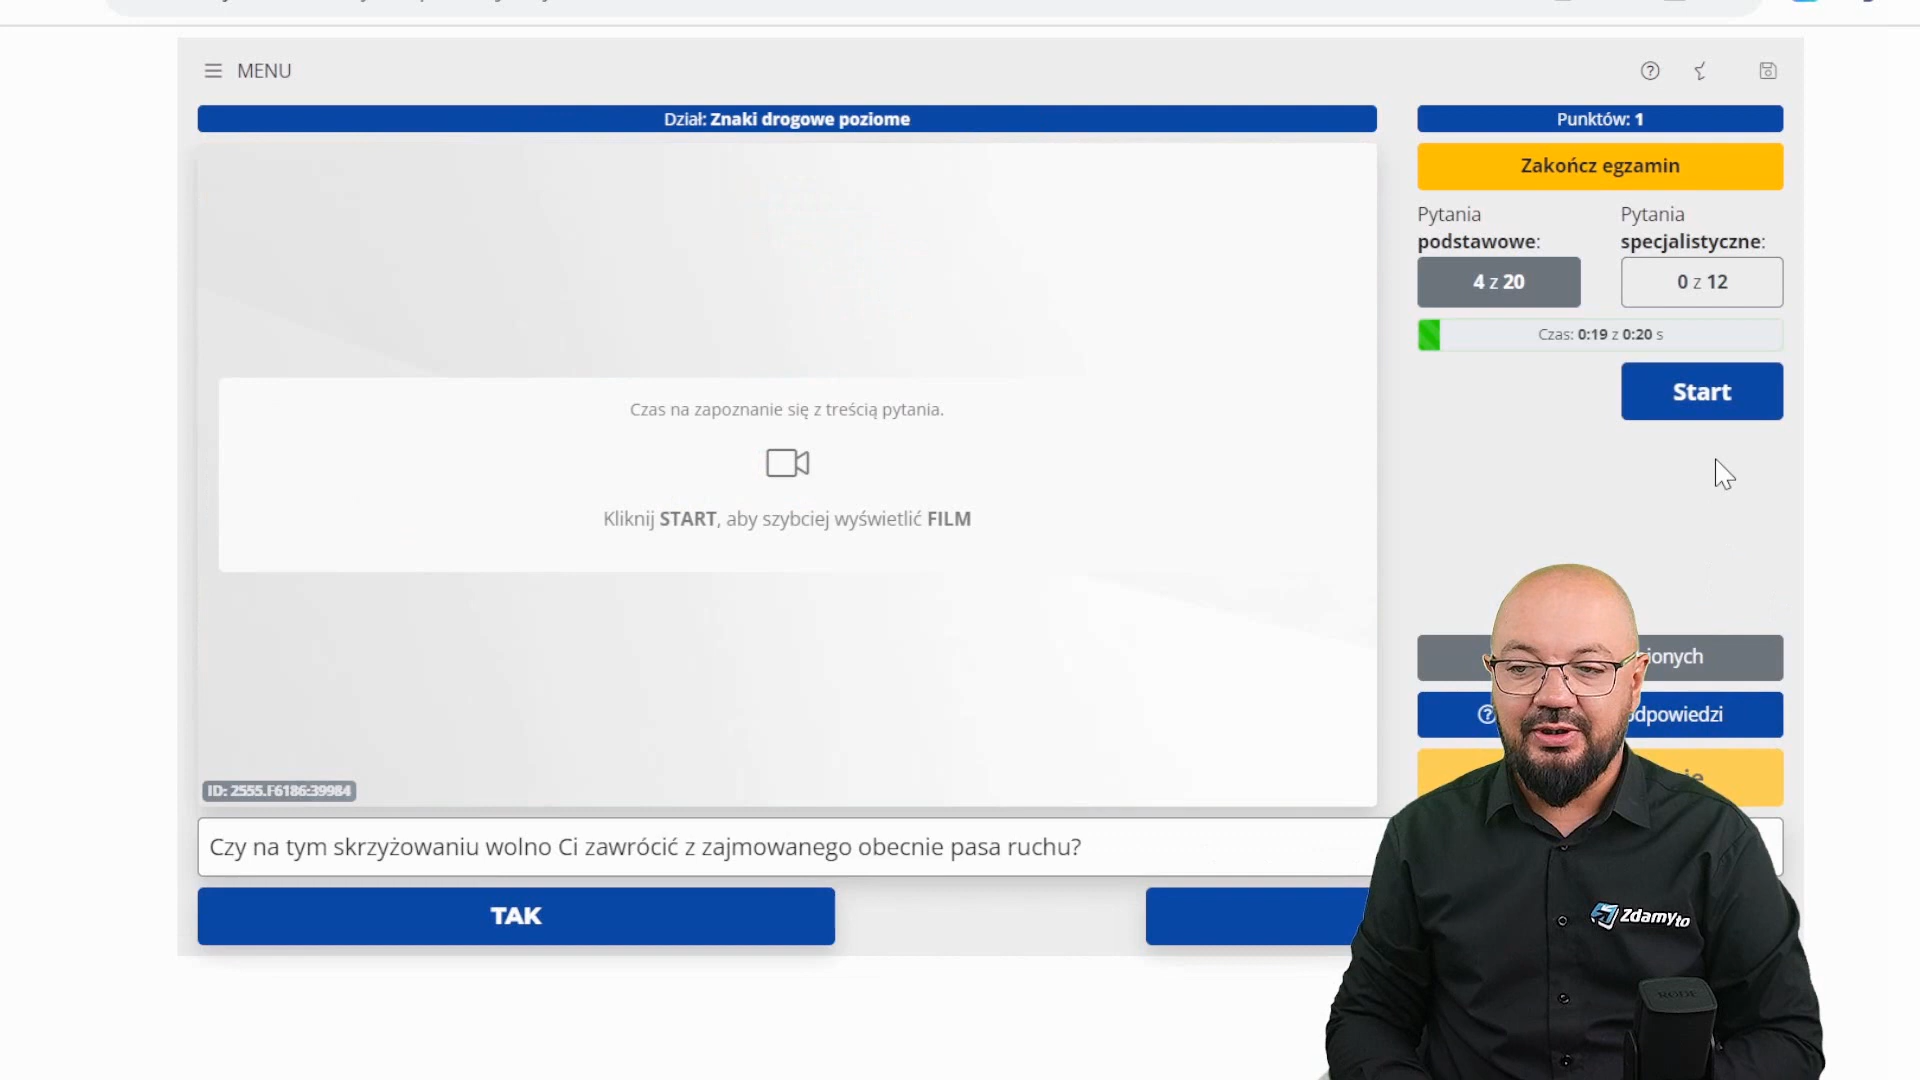 MENU
Dział: Znaki drogowe poziome
Punktów: 1
Zakończ egzamin
Pytania podstawowe:
Pytania specjalistyczne:
4 z 20
0 z 12
Czas: 0:19 z 0:20 s
Start
Czas na zapoznanie się z treścią pytania.
Kliknij START, aby szybciej wyświetlić FILM
ID: 2555.F6186:39984
Czy na tym skrzyżowaniu wolno Ci zawrócić z zajmowanego obecnie pasa ruchu?
TAK
Zdamyto
RODE